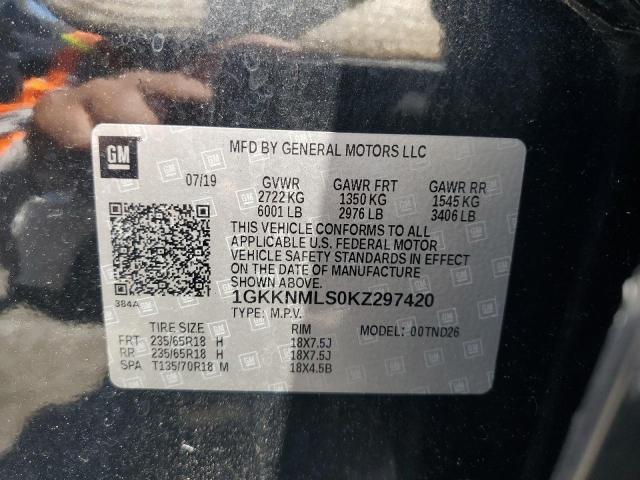 GM
MFD BY GENERAL MOTORS LLC
07/19 GVWR GAWR FRT GAWR RR
2722 KG 1350 KG 1545 KG
6001 LB 2976 LB 3406 LB
THIS VEHICLE CONFORMS TO ALL
APPLICABLE U.S. FEDERAL MOTOR
VEHICLE SAFETY STANDARDS IN EFFECT
ON THE DATE OF MANUFACTURE
SHOWN ABOVE.
384A
1GKKNMLS0KZ297420
TYPE: M.P.V.
TIRE SIZE RIM MODEL: 00TND26
FRT 235/65R18 H 18X7.5J
RR 235/65R18 H 18X7.5J
SPA T135/70R18 M 18X4.5B